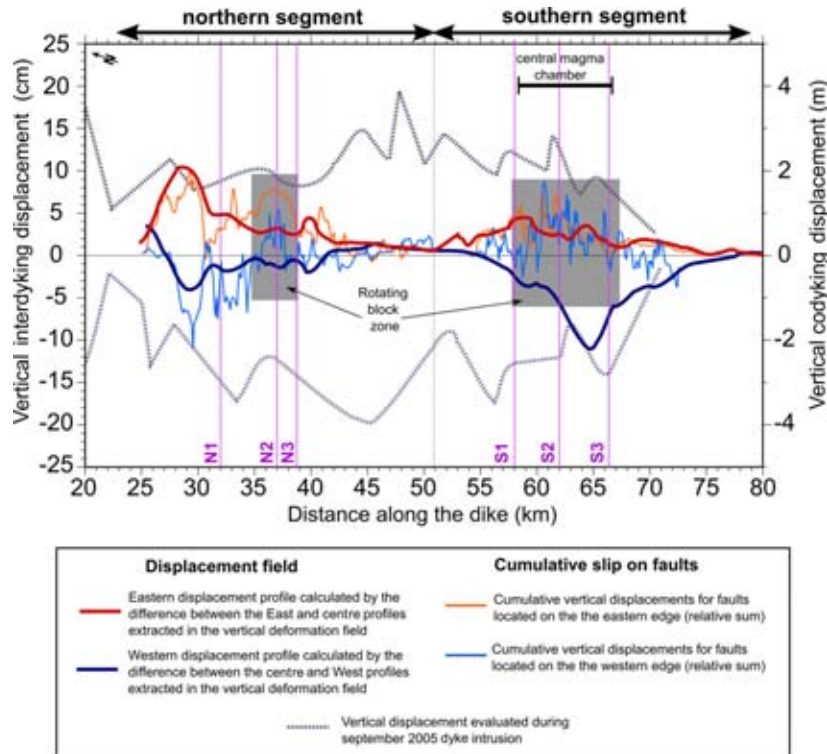 northern segment southern segment
25 20 15 10 5 0 -5 -10 -15 -20 -25
Vertical interdyking displacement (cm)
N
central magma
chamber
Rotating
block
zone
N1 N2 N3 S1 S2 S3
4 2 0 -2 -4
Vertical codyking displacement (m)
20 25 30 35 40 45 50 55 60 65 70 75 80
Distance along the dike (km)
Displacement field
Eastern displacement profile calculated by the
difference between the East and centre profiles
extracted in the vertical deformation field
Western displacement profile calculated by the
difference between the centre and West profiles
extracted in the vertical deformation field
Cumulative slip on faults
Cumulative vertical displacements for faults
located on the the eastern edge (relative sum)
Cumulative vertical displacements for faults
located on the the western edge (relative sum)
Vertical displacement evaluated during
september 2005 dyke intrusion